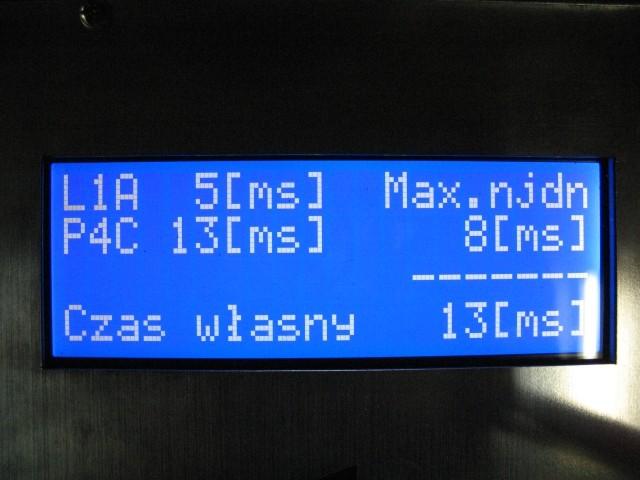 L1A 5[ms] Max.njdn
P4C 13[ms] 8[ms]
-------
Czas własny 13[ms]